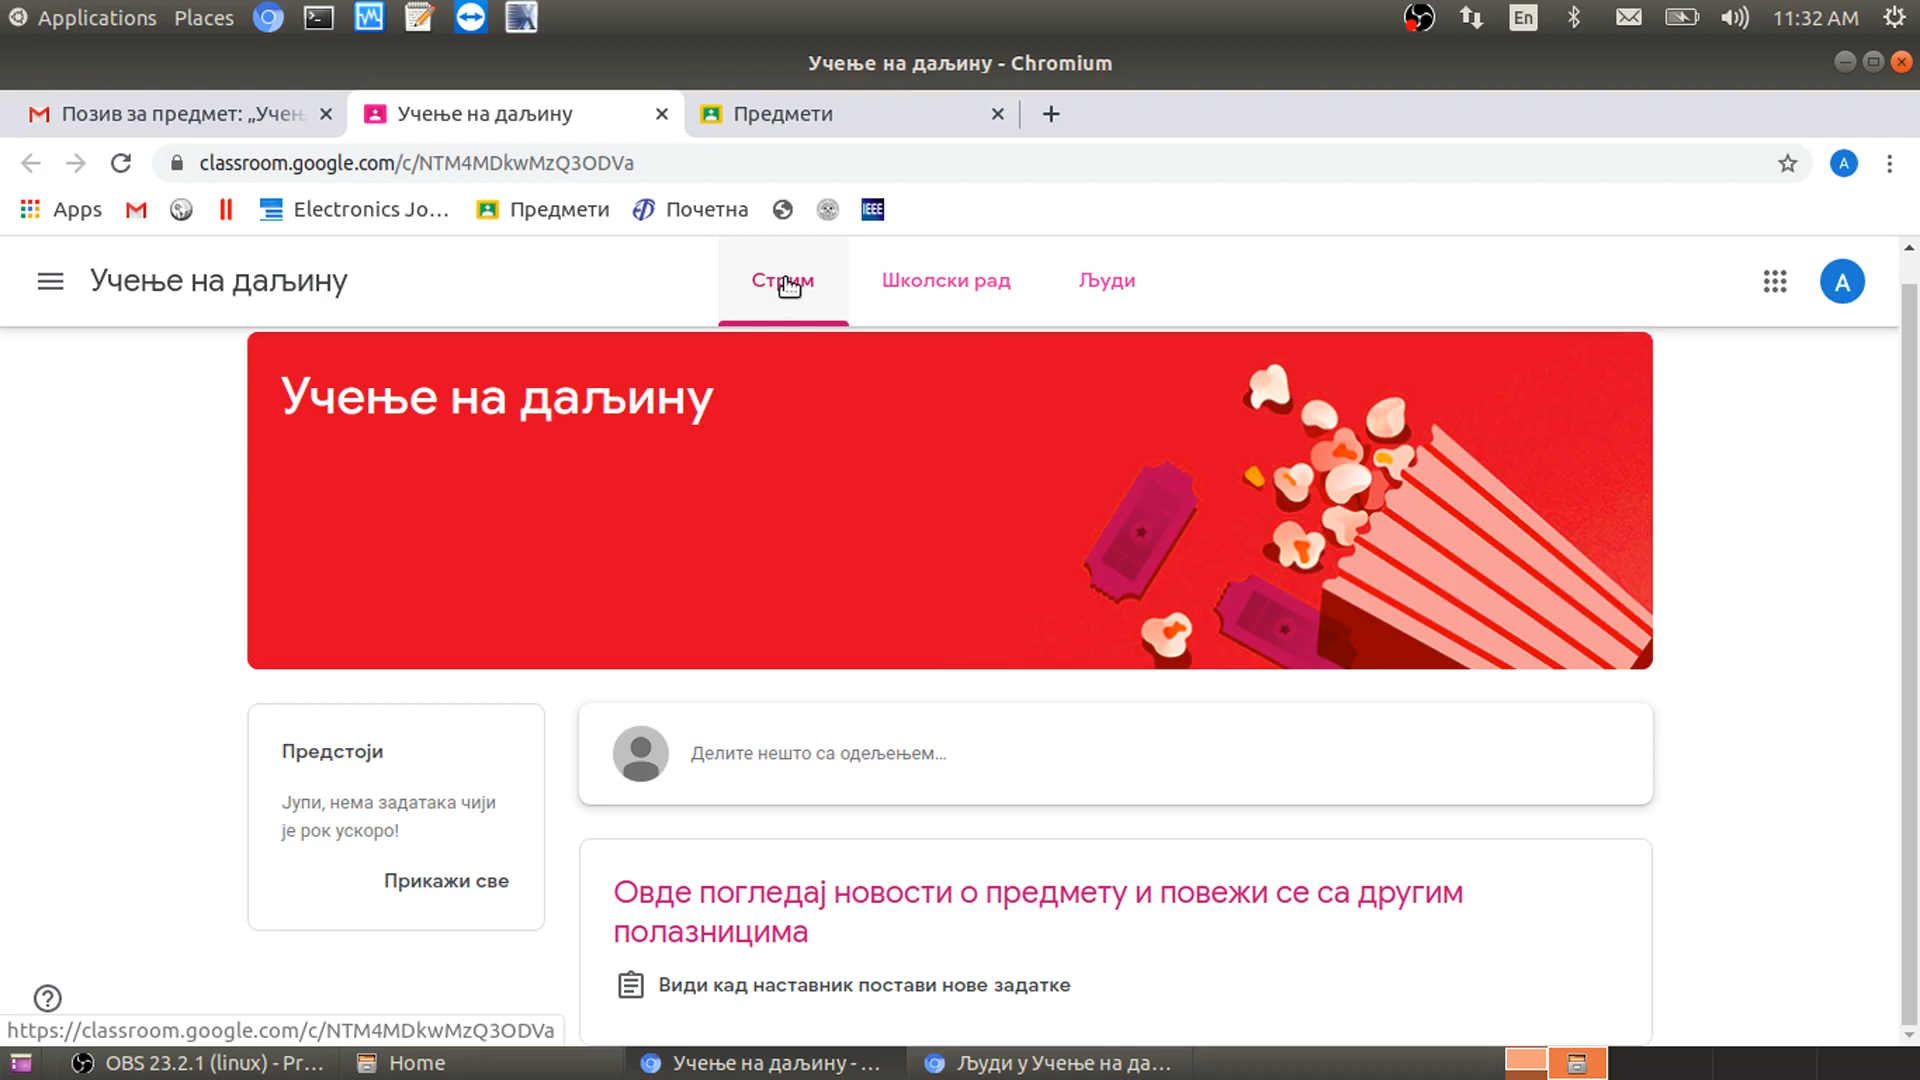 Applications Places En 11:32 AM
Учење на даљину - Chromium
Позив за предмет: „Учењ Учење на даљину Предмети
classroom.google.com/c/NTM4MDkwMzQ3ODVa A
Apps Electronics Jo... Предмети Почетна IEEE
Учење на даљину Стрим Школски рад Људи A
Учење на даљину
Предстоји
Јупи, нема задатака чији
је рок ускоро!
Прикажи све
Делите нешто са одељењем...
Овде погледај новости о предмету и повежи се са другим
полазницима
Види кад наставник постави нове задатке
https://classroom.google.com/c/NTM4MDkwMzQ3ODVa
OBS 23.2.1 (linux) - Pr... Home Учење на даљину - ... Људи у Учење на да...